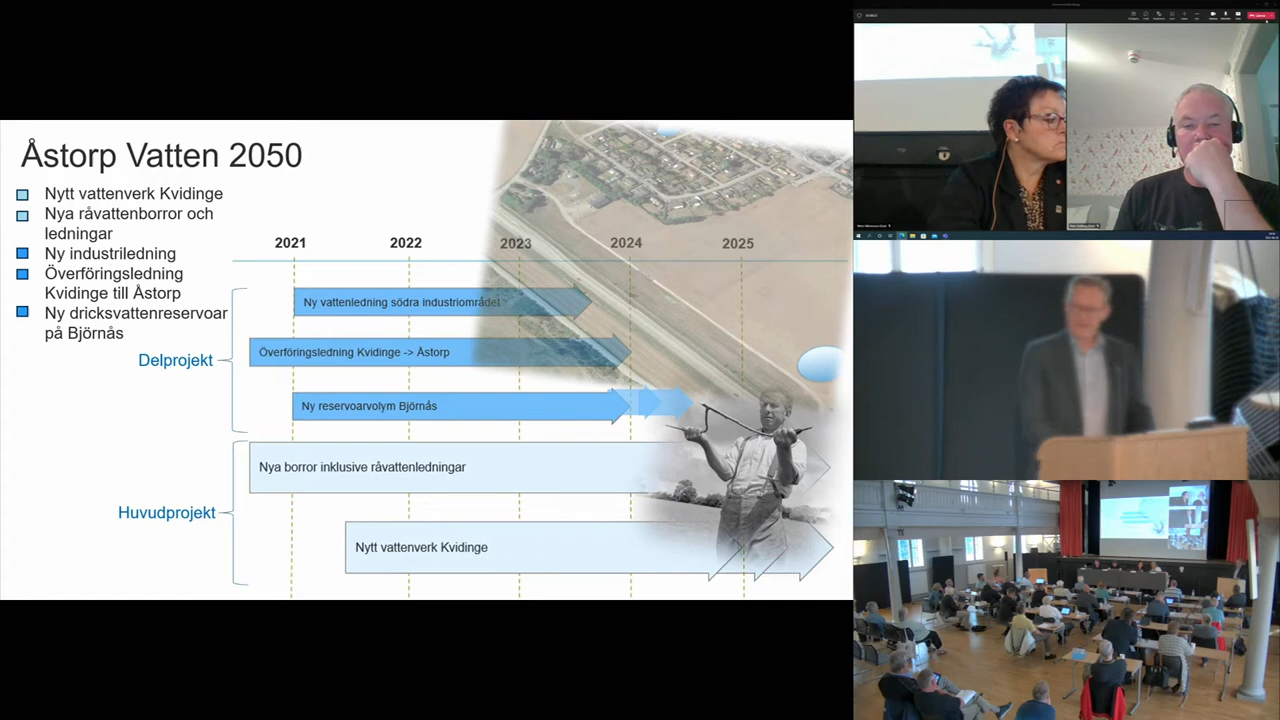 Åstorp Vatten 2050
Nytt vattenverk Kvidinge
Nya råvattenborror och
ledningar
Ny industriledning
Överföringsledning
Kvidinge till Åstorp
Ny dricksvattenreservoar
på Björnås
2021 2022 2023 2024 2025
Ny vattenledning södra industriområdet
Överföringsledning Kvidinge -> Åstorp
Delprojekt
Ny reservoarvolym Björnås
Nya borror inklusive råvattenledningar
Huvudprojekt
Nytt vattenverk Kvidinge